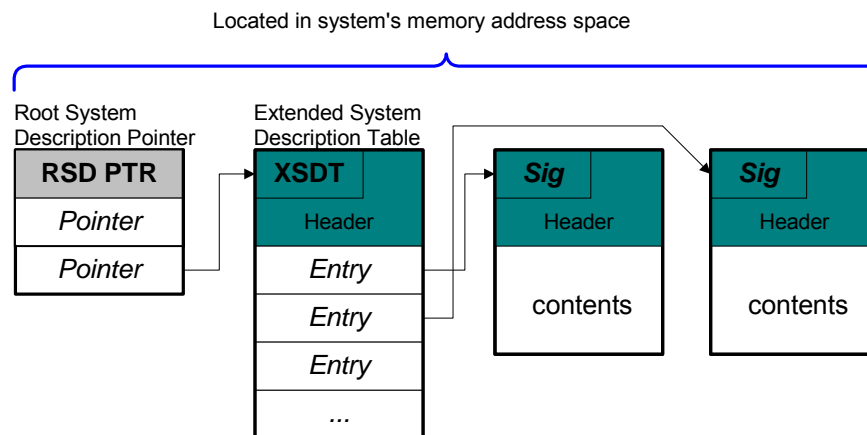 Located in system's memory address space
Root System
Description Pointer
RSD PTR
Pointer
Pointer
Extended System
Description Table
XSDT
Header
Entry
Entry
Entry
...
Sig
Header
contents
Sig
Header
contents